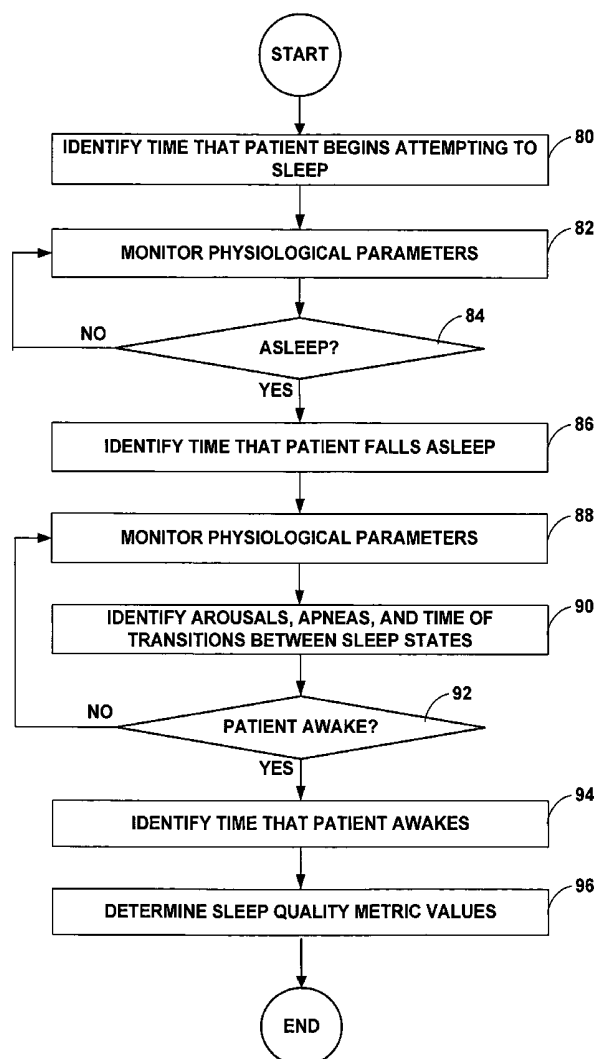 START
IDENTIFY TIME THAT PATIENT BEGINS ATTEMPTING TO
SLEEP
80
MONITOR PHYSIOLOGICAL PARAMETERS
82
NO
ASLEEP?
84
YES
IDENTIFY TIME THAT PATIENT FALLS ASLEEP
86
MONITOR PHYSIOLOGICAL PARAMETERS
88
IDENTIFY AROUSALS, APNEAS, AND TIME OF
TRANSITIONS BETWEEN SLEEP STATES
90
NO
PATIENT AWAKE?
92
YES
IDENTIFY TIME THAT PATIENT AWAKES
94
DETERMINE SLEEP QUALITY METRIC VALUES
96
END